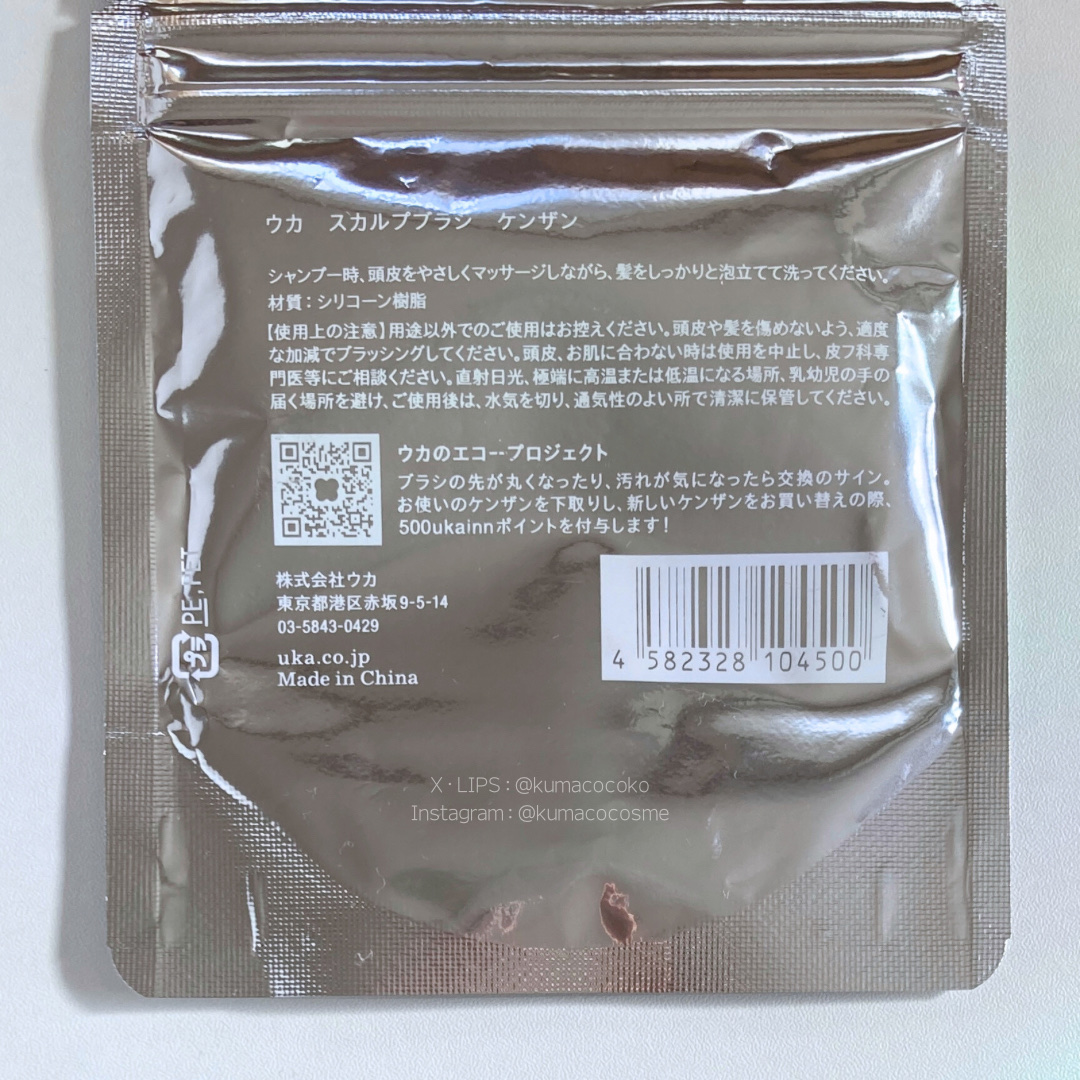 ウカ　スカルプブラシ　ケンザン
シャンプー時、頭皮をやさしくマッサージしながら、髪をしっかりと泡立てて洗ってください。
材質：シリコーン樹脂
【使用上の注意】用途以外でのご使用はお控えください。頭皮や髪を傷めないよう、適度
な加減でブラッシングしてください。頭皮、お肌に合わない時は使用を中止し、皮フ科専
門医等にご相談ください。直射日光、極端に高温または低温になる場所、乳幼児の手の
届く場所を避け、ご使用後は、水気を切り、通気性のよい所で清潔に保管してください。
ウカのエコープロジェクト
ブラシの先が丸くなったり、汚れが気になったら交換のサイン。
お使いのケンザンを下取りし、新しいケンザンをお買い替えの際、
500ukainnポイントを付与します！
株式会社ウカ
東京都港区赤坂9-5-14
03-5843-0429
uka.co.jp
Made in China
4 582328 104500
プラ
PE,PET
X・LIPS：@kumacocoko
Instagram：@kumacocosme